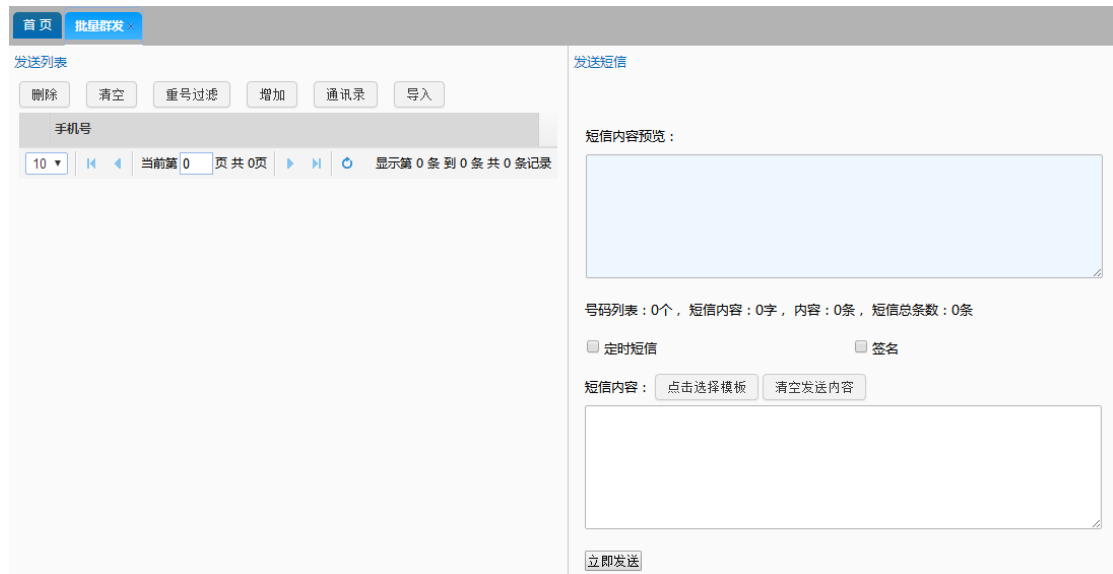 首 页 批量群发 ×
发送列表
删除 清空 重号过滤 增加 通讯录 导入
手机号
10 ▼ 当前第 0 页 共 0页 显示第 0 条 到 0 条 共 0 条记录
发送短信
短信内容预览：
号码列表：0个， 短信内容：0字， 内容：0条， 短信总条数：0条
定时短信 签名
短信内容： 点击选择模板 清空发送内容
立即发送